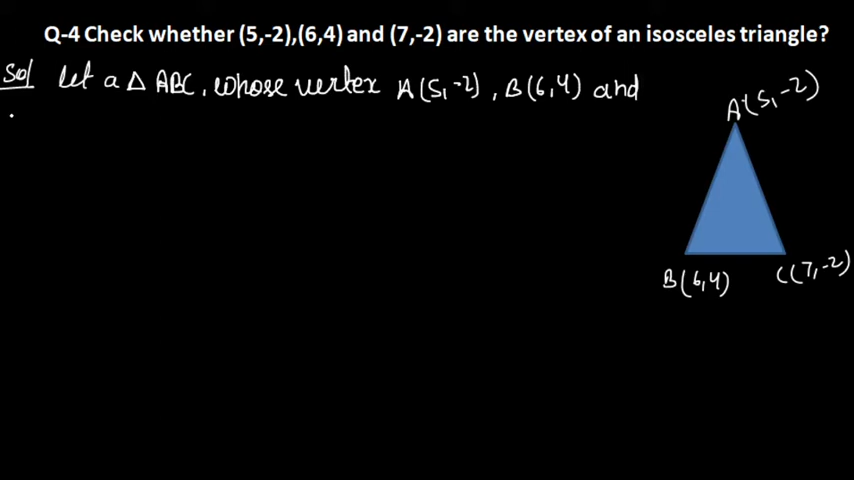 Q-4 Check whether (5,-2),(6,4) and (7,-2) are the vertex of an isosceles triangle?
Sol let a Δ ABC, whose vertex A(5,-2), B(6,4) and
A(5,-2)
B(6,4)
C(7,-2)